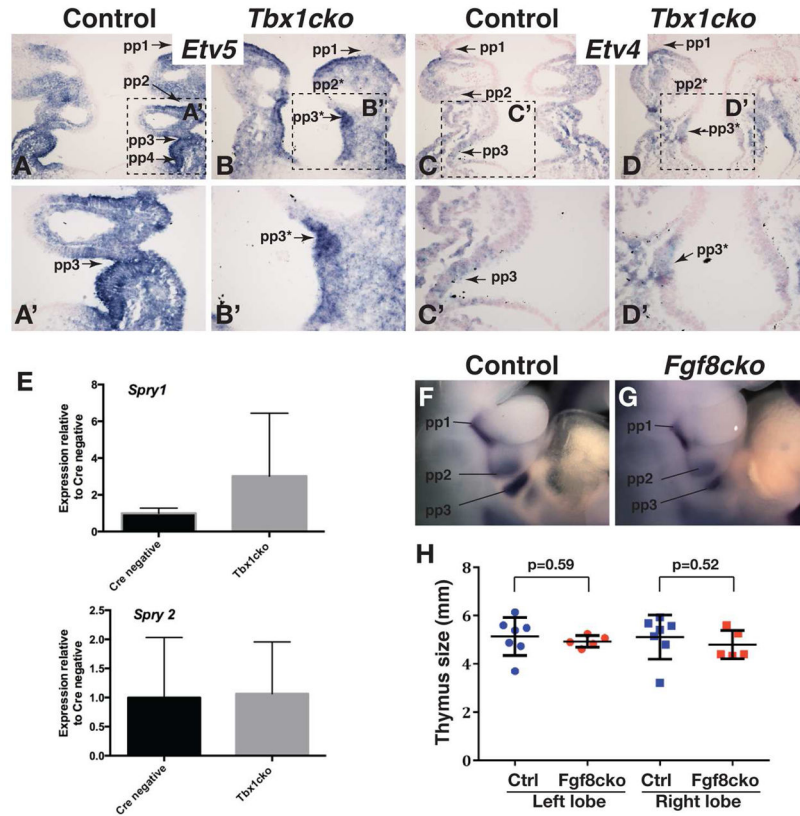 Control Tbx1cko Control Tbx1cko
Etv5 Etv4
pp1 pp1 pp1 pp1
pp2 pp2* pp2 pp2*
A' B' C' D'
pp3 pp3* pp3 pp3*
pp4
A B C D
pp3 pp3* pp3 pp3*
A' B' C' D'
E
Spry1
Expression relative
to Cre negative
8
6
4
2
0
Cre negative Tbx1cko
Spry 2
Expression relative
to Cre negative
2.5
2.0
1.5
1.0
0.5
0.0
Cre negative Tbx1cko
Control Fgf8cko
F G
pp1 pp1
pp2 pp2
pp3 pp3
H
Thymus size (mm)
8
6
4
2
0
p=0.59 p=0.52
Ctrl Fgf8cko Ctrl Fgf8cko
Left lobe Right lobe